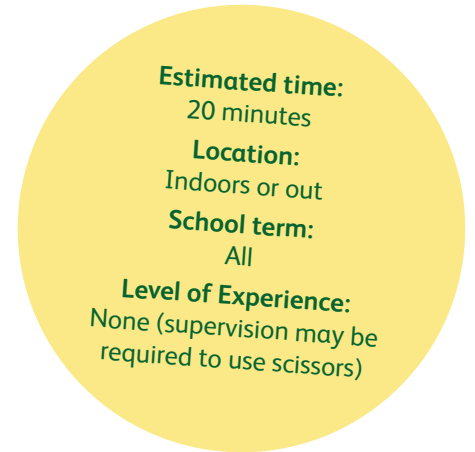 Estimated time:
20 minutes
Location:
Indoors or out
School term:
All
Level of Experience:
None (supervision may be
required to use scissors)